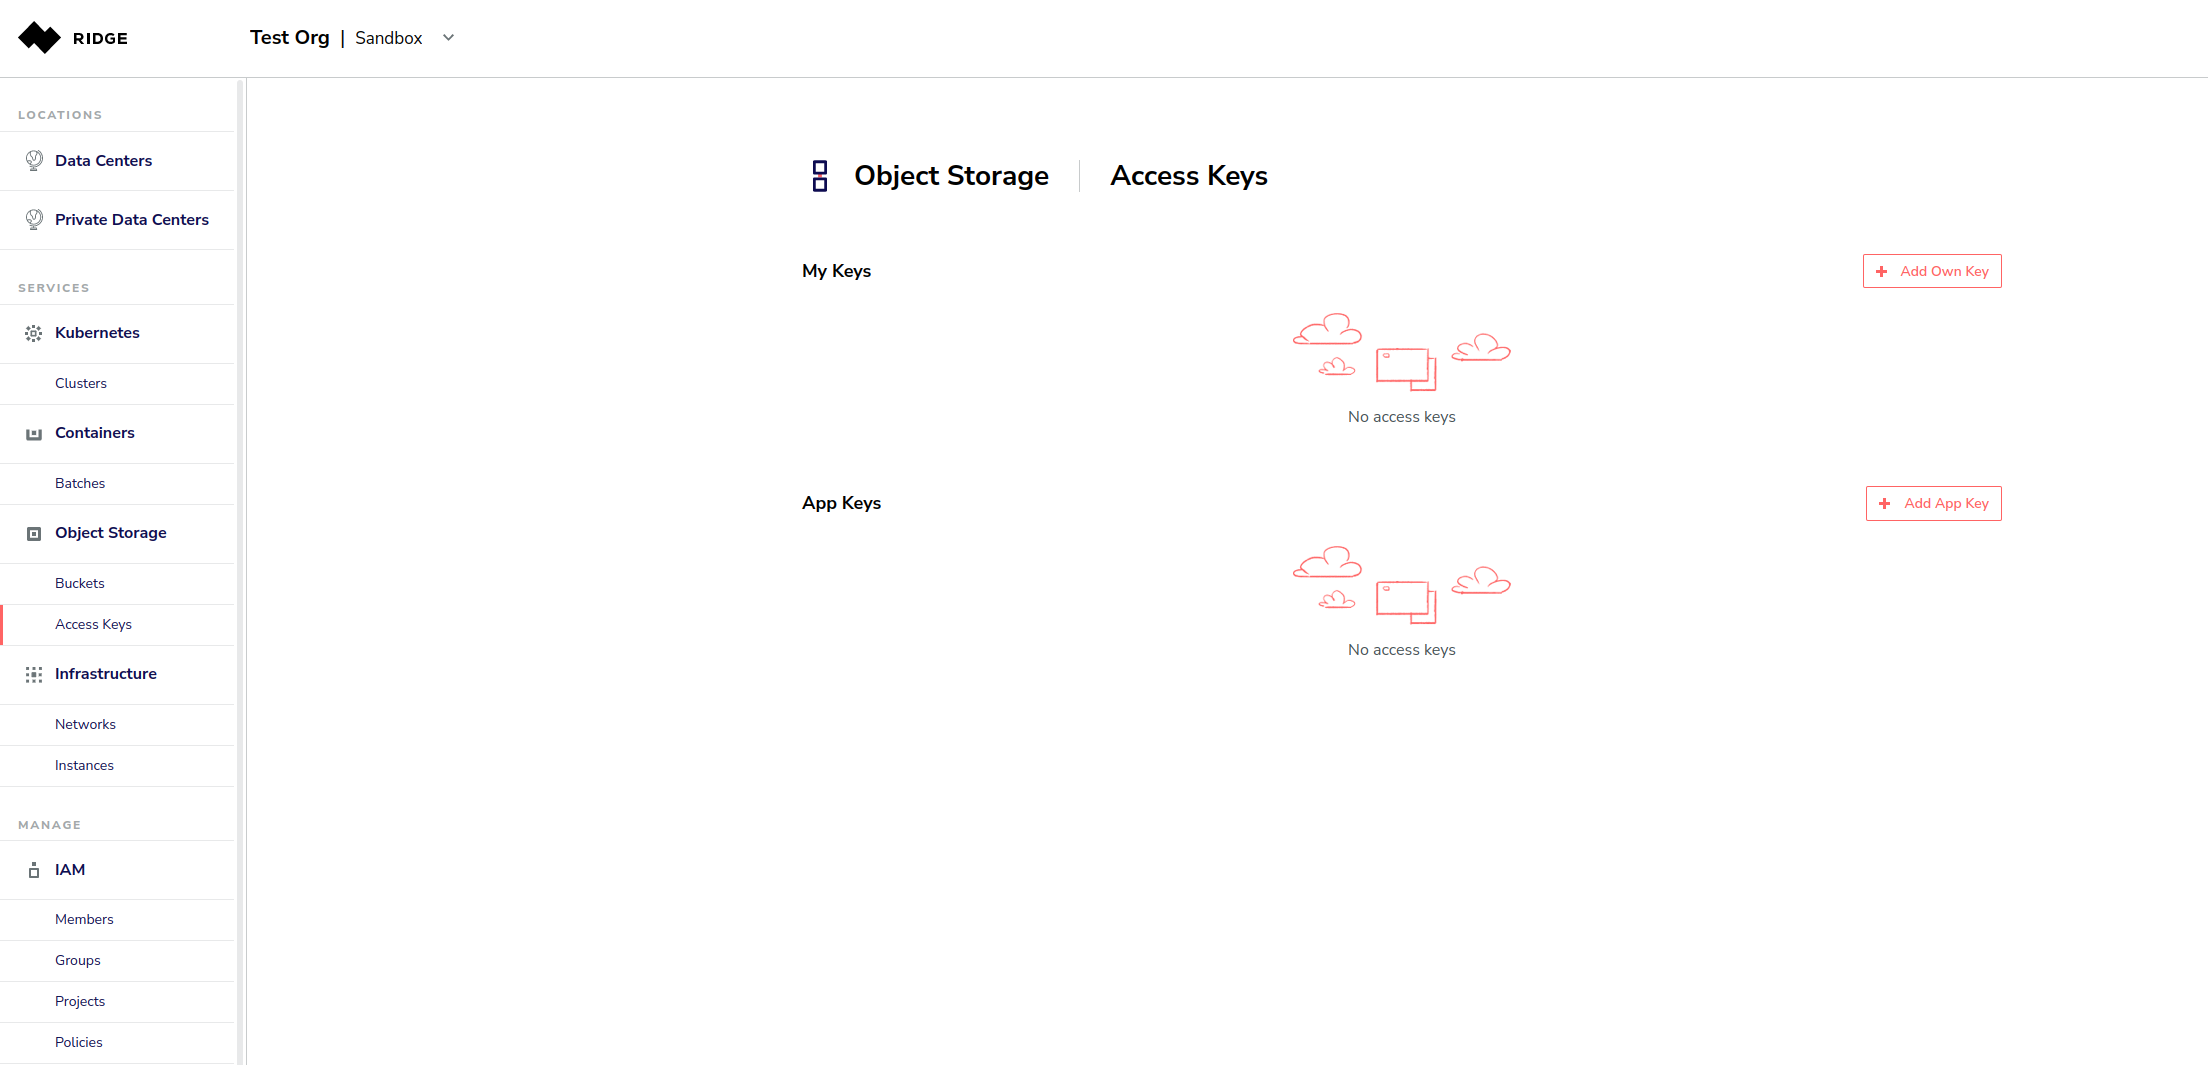 RIDGE
Test Org | Sandbox
LOCATIONS
Data Centers
Private Data Centers
SERVICES
Kubernetes
Clusters
Containers
Batches
Object Storage
Buckets
Access Keys
Infrastructure
Networks
Instances
MANAGE
IAM
Members
Groups
Projects
Policies
Object Storage
Access Keys
My Keys
Add Own Key
No access keys
App Keys
Add App Key
No access keys